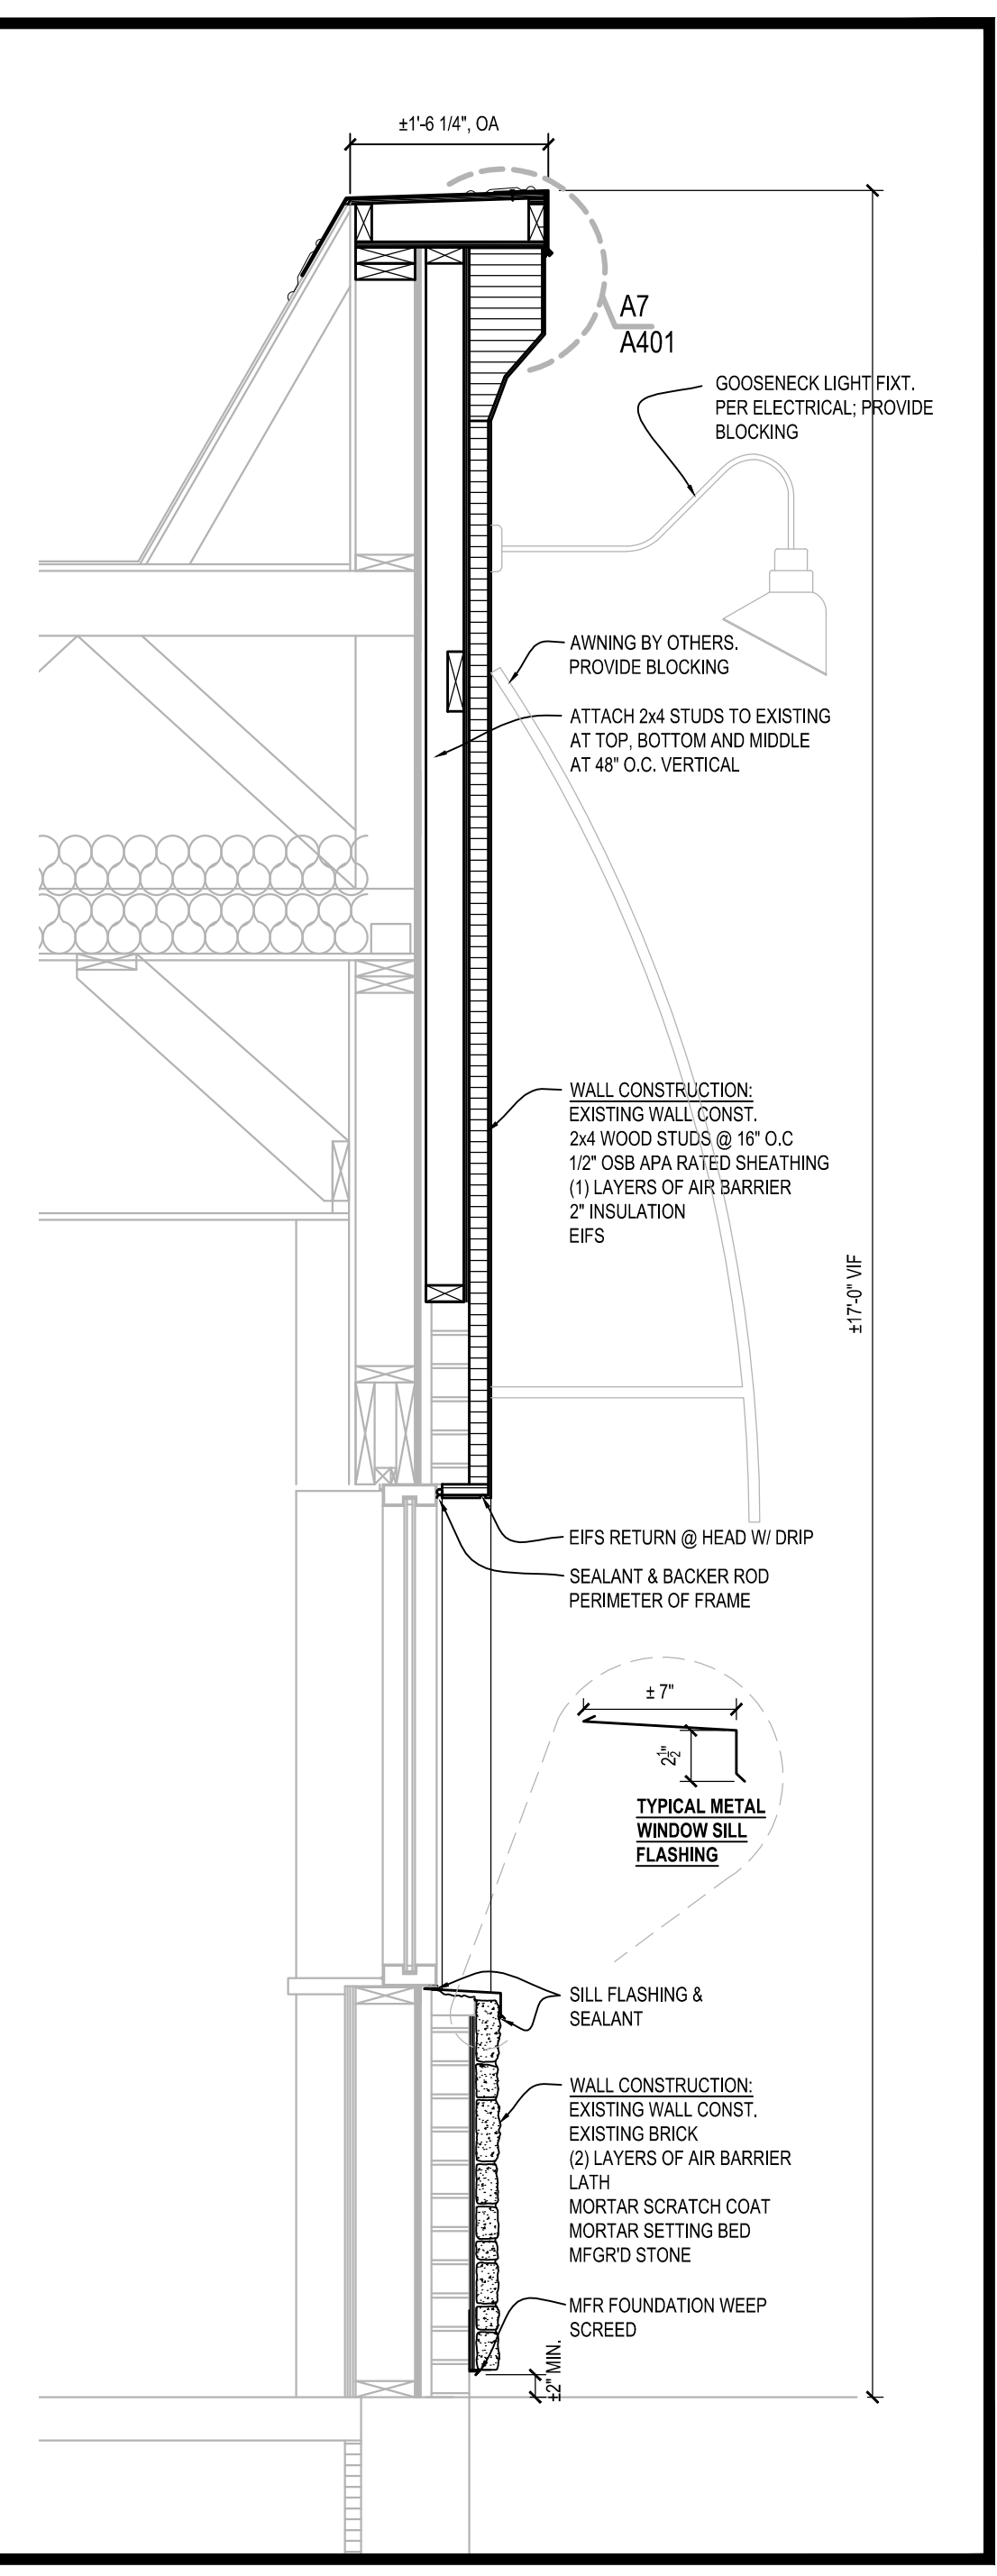 ±1'-6 1/4", OA
A7
A401
GOOSENECK LIGHT FIXT.
PER ELECTRICAL; PROVIDE
BLOCKING
AWNING BY OTHERS.
PROVIDE BLOCKING
ATTACH 2x4 STUDS TO EXISTING
AT TOP, BOTTOM AND MIDDLE
AT 48" O.C. VERTICAL
WALL CONSTRUCTION:
EXISTING WALL CONST.
2x4 WOOD STUDS @ 16" O.C
1/2" OSB APA RATED SHEATHING
(1) LAYERS OF AIR BARRIER
2" INSULATION
EIFS
±17'-0" VIF
EIFS RETURN @ HEAD W/ DRIP
SEALANT & BACKER ROD
PERIMETER OF FRAME
± 7"
2½"
TYPICAL METAL
WINDOW SILL
FLASHING
SILL FLASHING &
SEALANT
WALL CONSTRUCTION:
EXISTING WALL CONST.
EXISTING BRICK
(2) LAYERS OF AIR BARRIER
LATH
MORTAR SCRATCH COAT
MORTAR SETTING BED
MFGR'D STONE
MFR FOUNDATION WEEP
SCREED
±2" MIN.